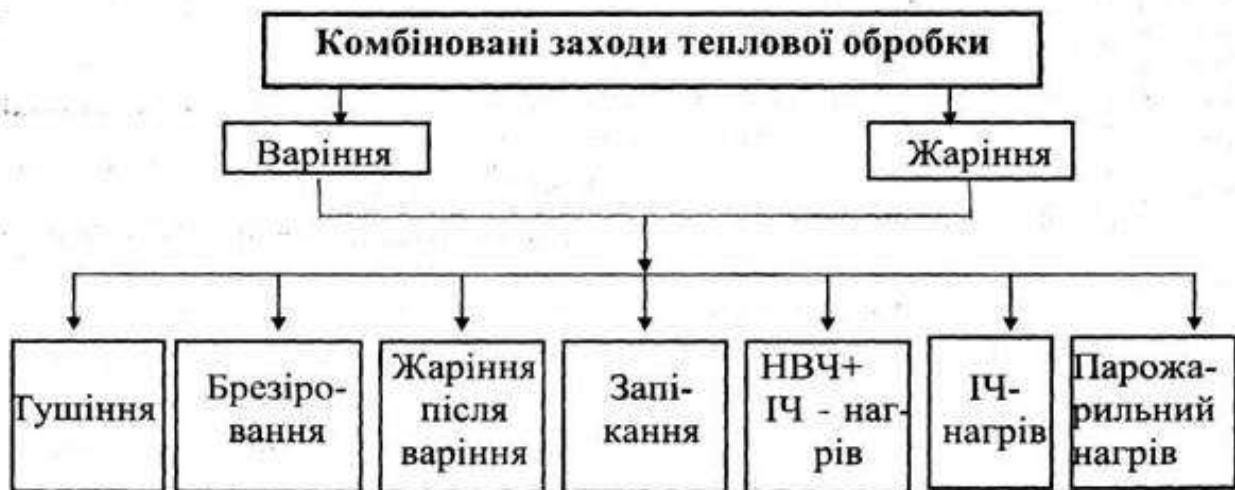 Комбіновані заходи теплової обробки
Варіння
Жаріння
Тушіння
Брезіро-
вання
Жаріння
після
варіння
Запі-
кання
НВЧ+
ІЧ - наг-
рів
ІЧ-
нагрів
Парожа-
рильний
нагрів